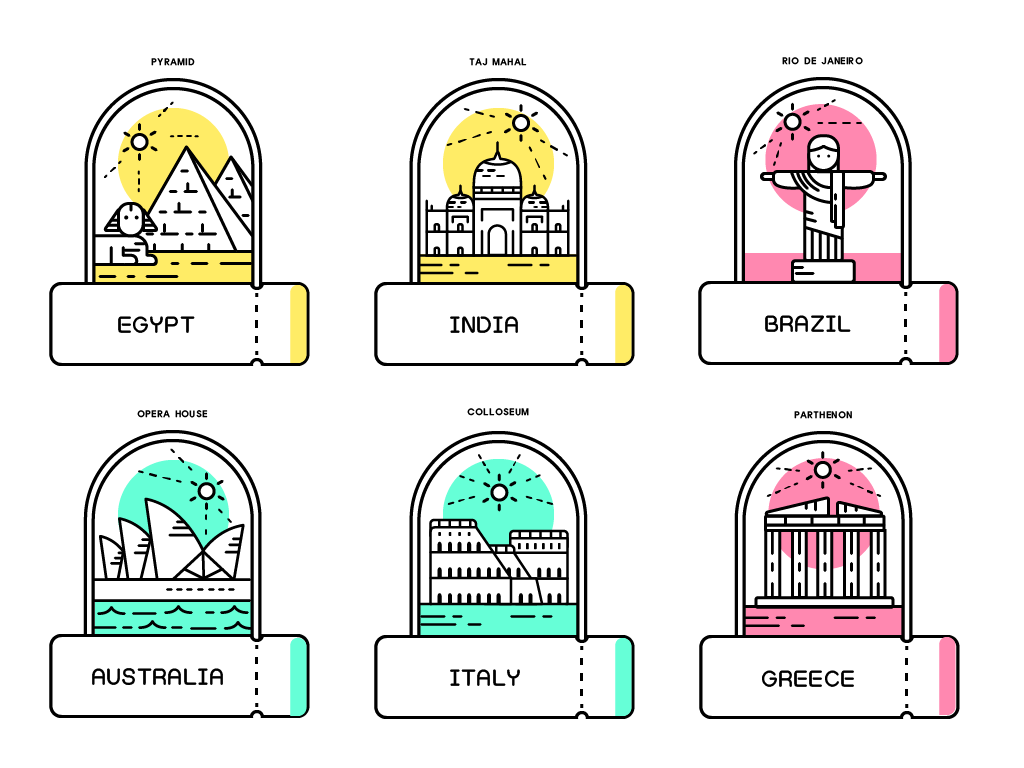 PYRAMID
TAJ MAHAL
RIO DE JANEIRO
EGYPT
INDIA
BRAZIL
OPERA HOUSE
COLLOSEUM
PARTHENON
AUSTRALIA
ITALY
GREECE